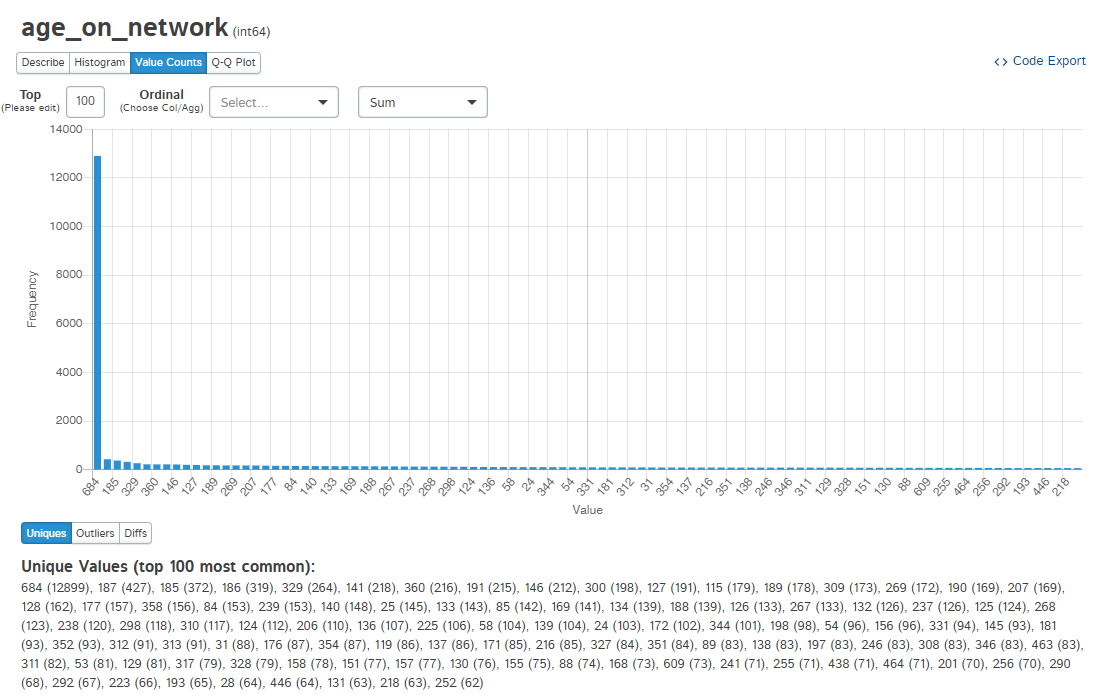 age_on_network (int64)
Describe Histogram Value Counts Q-Q Plot
<> Code Export
Top
(Please edit)
100
Ordinal
(Choose Col/Agg)
Select...
Sum
14000
12000
10000
8000
6000
4000
2000
0
Frequency
684 185 329 360 146 127 189 269 207 177 84 140 133 169 188 267 237 268 298 124 136 58 24 344 54 331 181 312 31 354 137 216 351 138 246 346 311 129 328 151 130 88 609 255 464 256 292 193 446 218
Value
Uniques Outliers Diffs
Unique Values (top 100 most common):
684 (12899), 187 (427), 185 (372), 186 (319), 329 (264), 141 (218), 360 (216), 191 (215), 146 (212), 300 (198), 127 (191), 115 (179), 189 (178), 309 (173), 269 (172), 190 (169), 207 (169),
128 (162), 177 (157), 358 (156), 84 (153), 239 (153), 140 (148), 25 (145), 133 (143), 85 (142), 169 (141), 134 (139), 188 (139), 126 (133), 267 (133), 132 (126), 237 (126), 125 (124), 268
(123), 238 (120), 298 (118), 310 (117), 124 (112), 206 (110), 136 (107), 225 (106), 58 (104), 139 (104), 24 (103), 172 (102), 344 (101), 198 (98), 54 (96), 156 (96), 331 (94), 145 (93), 181
(93), 352 (93), 312 (91), 313 (91), 31 (88), 176 (87), 354 (87), 119 (86), 137 (86), 171 (85), 216 (85), 327 (84), 351 (84), 89 (83), 138 (83), 197 (83), 246 (83), 308 (83), 346 (83), 463 (83),
311 (82), 53 (81), 129 (81), 317 (79), 328 (79), 158 (78), 151 (77), 157 (77), 130 (76), 155 (75), 88 (74), 168 (73), 609 (73), 241 (71), 255 (71), 438 (71), 464 (71), 201 (70), 256 (70), 290
(68), 292 (67), 223 (66), 193 (65), 28 (64), 446 (64), 131 (63), 218 (63), 252 (62)